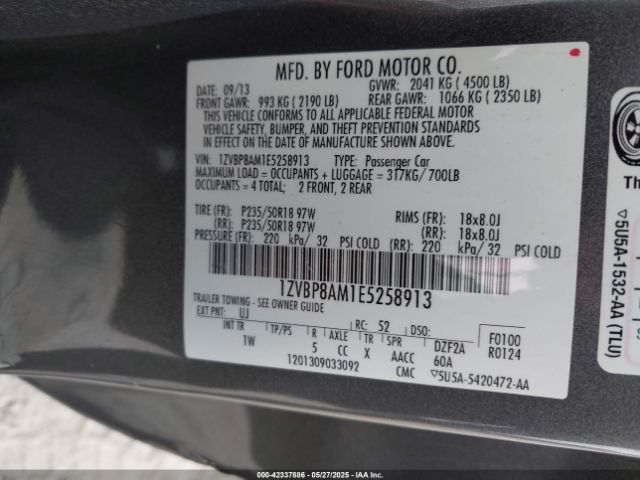 MFD. BY FORD MOTOR CO.
DATE: 09/13 GVWR: 2041 KG (4500 LB)
FRONT GAWR: 993 KG (2190 LB) REAR GAWR: 1066 KG (2350 LB)
THIS VEHICLE CONFORMS TO ALL APPLICABLE FEDERAL MOTOR
VEHICLE SAFETY, BUMPER, AND THEFT PREVENTION STANDARDS
IN EFFECT ON THE DATE OF MANUFACTURE SHOWN ABOVE.
VIN: 1ZVBP8AM1E5258913 TYPE: Passenger Car
MAXIMUM LOAD = OCCUPANTS + LUGGAGE = 317KG/ 700LB
OCCUPANTS = 4 TOTAL; 2 FRONT, 2 REAR
TIRE (FR): P235/50R18 97W RIMS (FR): 18x8.0J
(RR): P235/50R18 97W (RR): 18x8.0J
PRESSURE (FR): 220 kPa/ 32 PSI COLD (RR): 220 kPa/ 32 PSI COLD
1ZVBP8AM1E5258913
TRAILER TOWING - SEE OWNER GUIDE
EXT PNT: UJ RC: 52 DSO: F0100
INT TR TP/PS R AXLE TR SPR DZF2A R0124
1W 5 CC X AACC 60A
1201309033092 CMC ▽5U5A-5420472-AA
Th
▽5U5A-1532-AA (TLU)
000-42337886 - 05/27/2025 - IAAI.CA